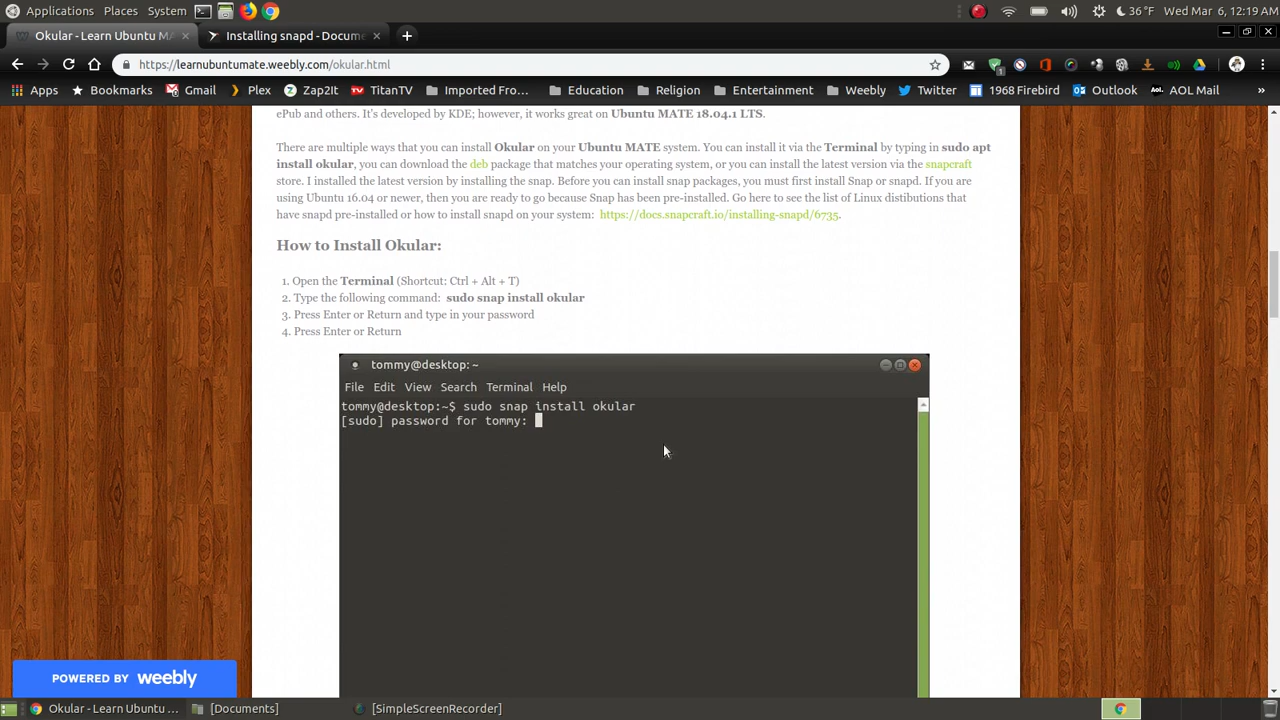 Applications Places System 36 °F Wed Mar. 6, 12:19 AM
Okular - Learn Ubuntu MA Installing snapd - Docume
https://learnubuntumate.weebly.com/okular.html 1
Apps Bookmarks Gmail Plex Zap2It TitanTV Imported Fro... Education Religion Entertainment Weebly Twitter 1968 Firebird Outlook AOL Mail »
ePub and others. It's developed by KDE; however, it works great on Ubuntu MATE 18.04.1 LTS.
There are multiple ways that you can install Okular on your Ubuntu MATE system. You can install it via the Terminal by typing in sudo apt
install okular, you can download the deb package that matches your operating system, or you can install the latest version via the snapcraft
store. I installed the latest version by installing the snap. Before you can install snap packages, you must first install Snap or snapd. If you are
using Ubuntu 16.04 or newer, then you are ready to go because Snap has been pre-installed. Go here to see the list of Linux distibutions that
have snapd pre-installed or how to install snapd on your system: https://docs.snapcraft.io/installing-snapd/6735.
How to Install Okular:
1. Open the Terminal (Shortcut: Ctrl + Alt + T)
2. Type the following command: sudo snap install okular
3. Press Enter or Return and type in your password
4. Press Enter or Return
tommy@desktop: ~
File Edit View Search Terminal Help
tommy@desktop:~$ sudo snap install okular
[sudo] password for tommy:
POWERED BY weebly
Okular - Learn Ubuntu ... [Documents] [SimpleScreenRecorder]